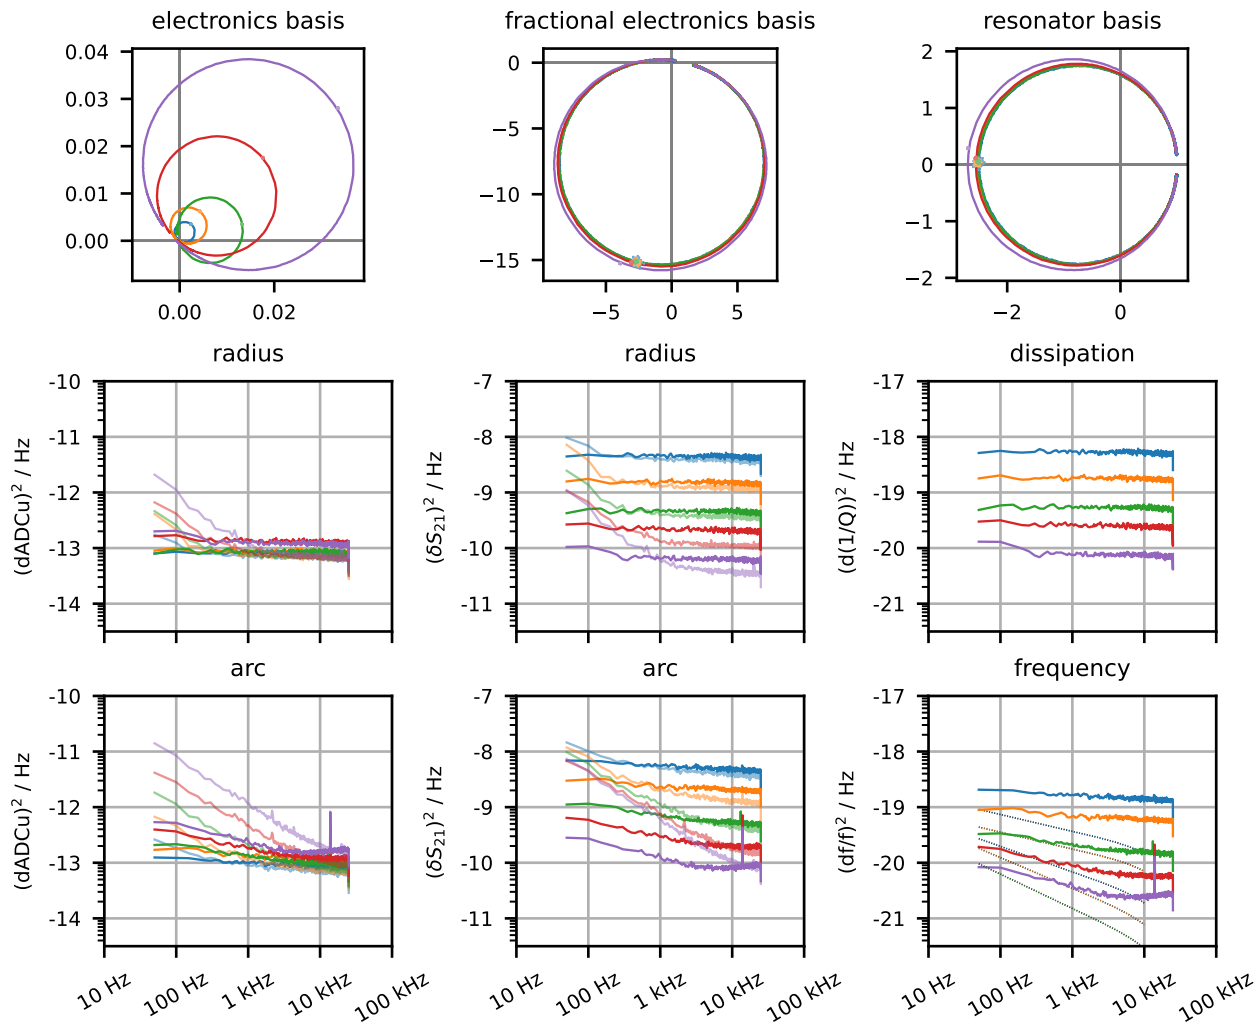 electronics basis
fractional electronics basis
resonator basis
0.04
0.03
0.02
0.01
0.00
0.00 0.02
0
−5
−10
−15
−5 0 5
2
1
0
−1
−2
−2 0
radius
radius
dissipation
(dADCu)² / Hz
-10
-11
-12
-13
-14
(δS₂₁)² / Hz
-7
-8
-9
-10
-11
(d(1/Q))² / Hz
-17
-18
-19
-20
-21
arc
arc
frequency
(dADCu)² / Hz
-10
-11
-12
-13
-14
10 Hz 100 Hz 1 kHz 10 kHz 100 kHz
(δS₂₁)² / Hz
-7
-8
-9
-10
-11
10 Hz 100 Hz 1 kHz 10 kHz 100 kHz
(df/f)² / Hz
-17
-18
-19
-20
-21
10 Hz 100 Hz 1 kHz 10 kHz 100 kHz